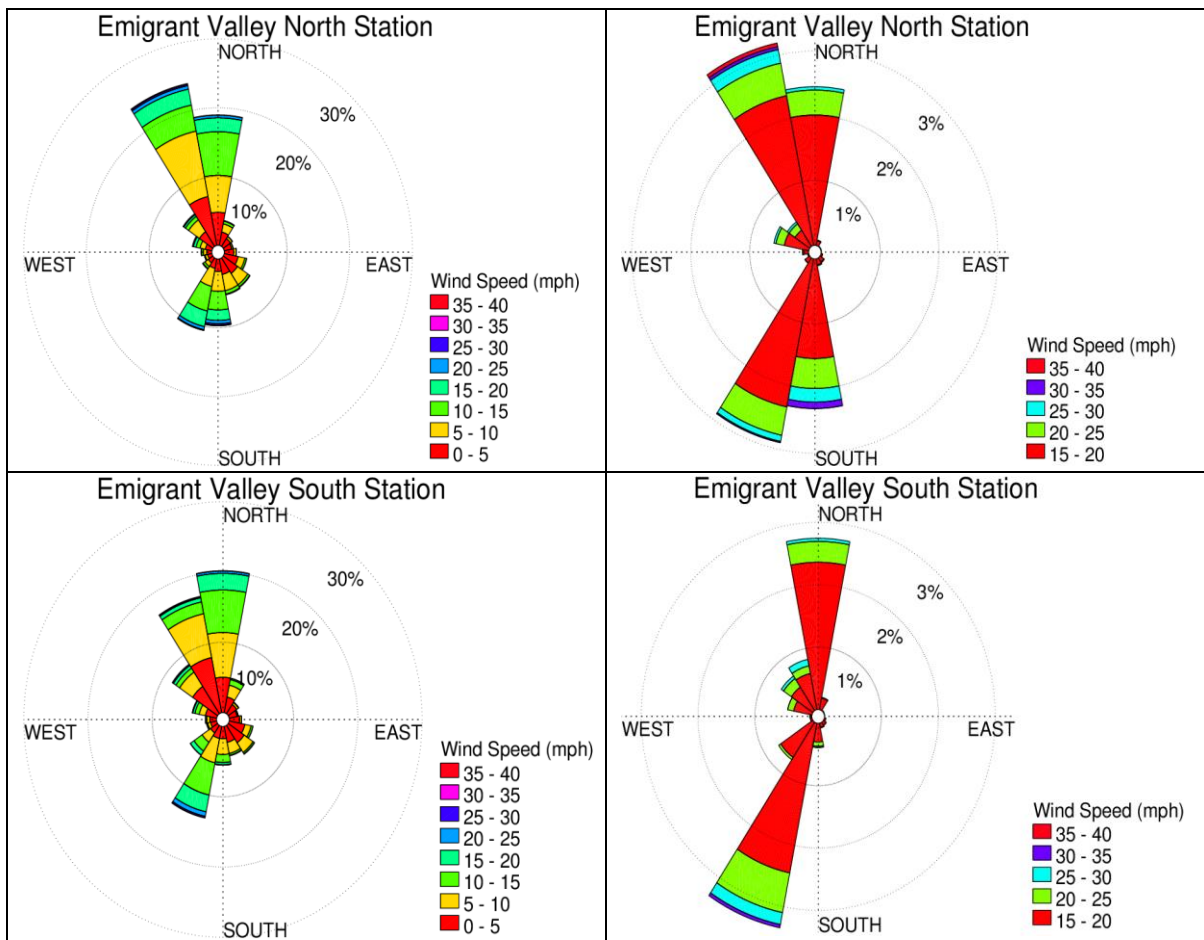 Emigrant Valley North Station
NORTH
30%
20%
10%
WEST
EAST
Wind Speed (mph)
35 - 40
30 - 35
25 - 30
20 - 25
15 - 20
10 - 15
5 - 10
0 - 5
SOUTH
Emigrant Valley North Station
NORTH
3%
2%
1%
WEST
EAST
Wind Speed (mph)
35 - 40
30 - 35
25 - 30
20 - 25
15 - 20
SOUTH
Emigrant Valley South Station
NORTH
30%
20%
10%
WEST
EAST
Wind Speed (mph)
35 - 40
30 - 35
25 - 30
20 - 25
15 - 20
10 - 15
5 - 10
0 - 5
SOUTH
Emigrant Valley South Station
NORTH
3%
2%
1%
WEST
EAST
Wind Speed (mph)
35 - 40
30 - 35
25 - 30
20 - 25
15 - 20
SOUTH